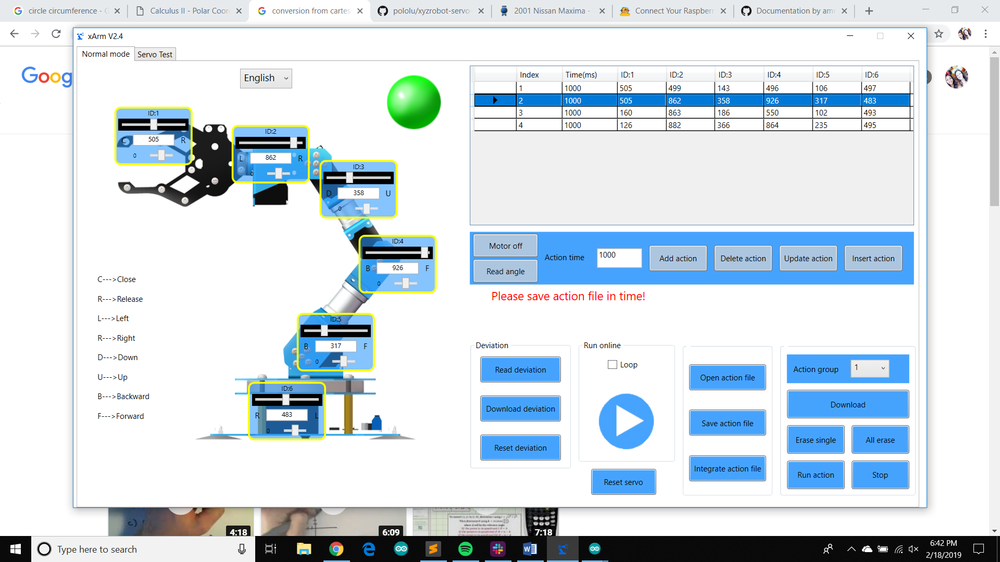 circle circumference - G
Calculus II - Polar Coor
conversion from cartes
pololu/xyzrobot-servo-
2001 Nissan Maxima -
Connect Your Raspberr
Documentation by am
xArm V2.4
Normal mode
Servo Test
Goog
English
Index Time(ms) ID:1 ID:2 ID:3 ID:4 ID:5 ID:6
1 1000 505 499 143 496 106 497
2 1000 505 862 358 926 317 483
3 1000 160 863 186 550 102 493
4 1000 126 882 366 864 235 495
ID:1
C 505 R
0
ID:2
L 862 R
0
ID:3
D 358 U
0
ID:4
B 926 F
0
ID:5
B 317 F
0
ID:6
R 483 L
0
C--->Close
R--->Release
L--->Left
R--->Right
D--->Down
U--->Up
B--->Backward
F--->Forward
Motor off
Read angle
Action time
1000
Add action
Delete action
Update action
Insert action
Please save action file in time!
Deviation
Read deviation
Download deviation
Reset deviation
Run online
Loop
Reset servo
Open action file
Save action file
Integrate action file
Action group
1
Download
Erase single
All erase
Run action
Stop
4:18
6:09
7:18
Type here to search
6:42 PM
2/18/2019